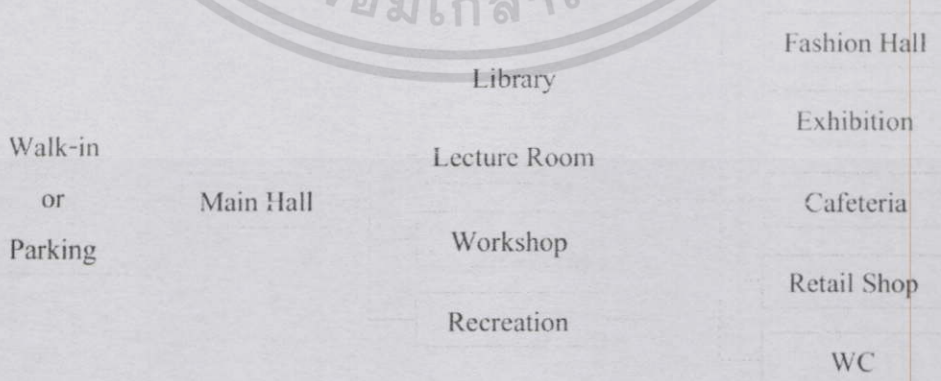 Walk-in
or
Parking
Main Hall
Library
Lecture Room
Workshop
Recreation
Fashion Hall
Exhibition
Cafeteria
Retail Shop
WC